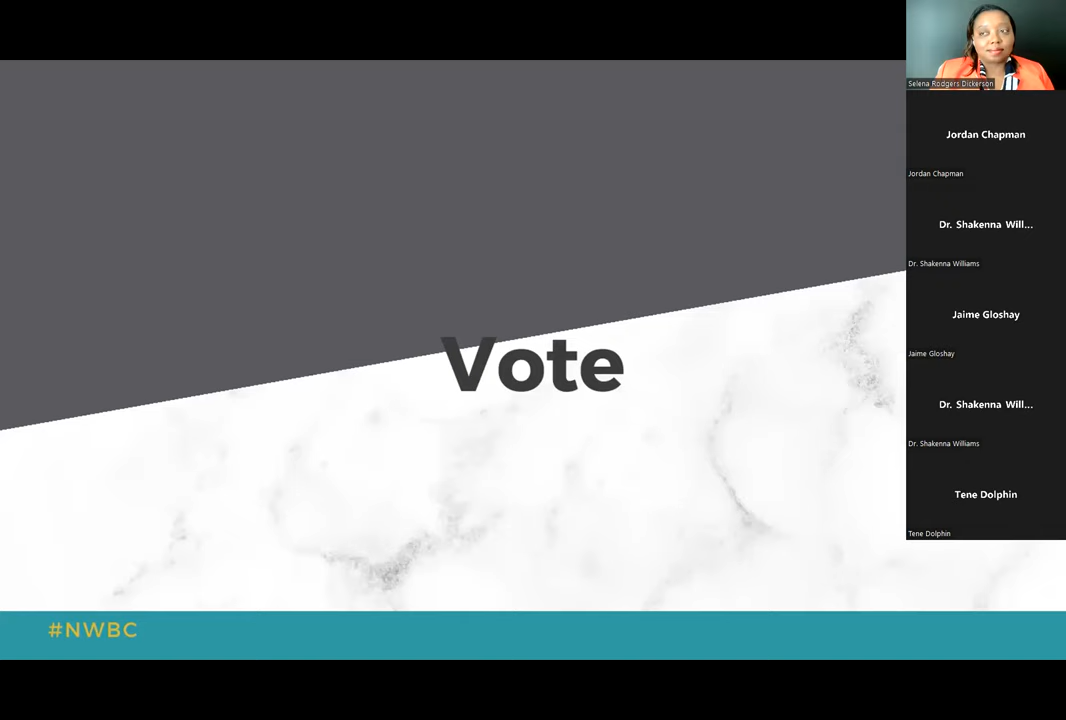 Selena Rodgers Dickerson
Jordan Chapman
Jordan Chapman
Dr. Shakenna Will...
Dr. Shakenna Williams
Jaime Gloshay
Jaime Gloshay
Vote
Dr. Shakenna Will...
Dr. Shakenna Williams
Tene Dolphin
Tene Dolphin
#NWBC